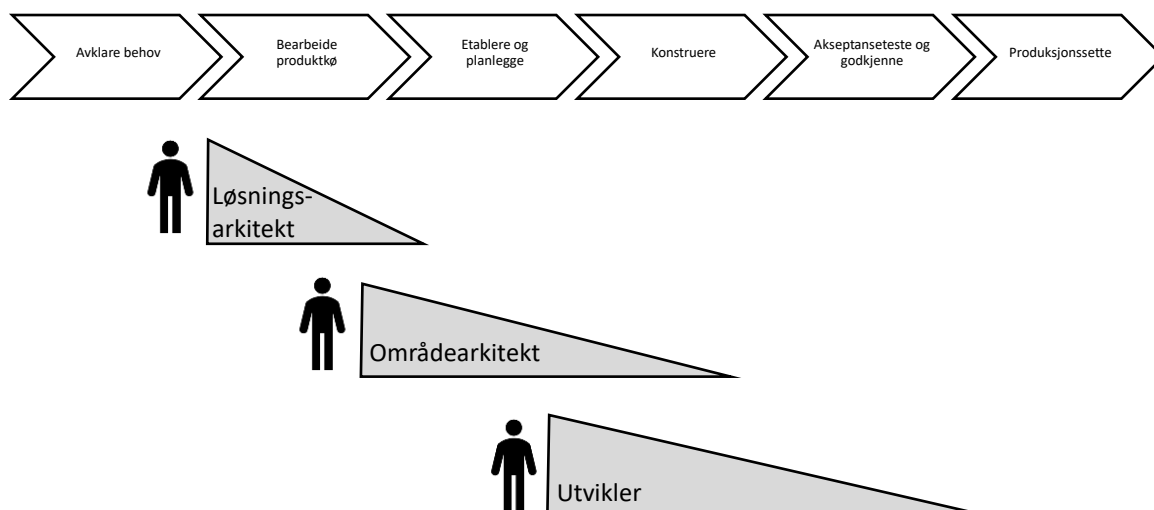 Avklare behov
Bearbeide
produktkø
Etablere og
planlegge
Konstruere
Akseptanseteste og
godkjenne
Produksjonssette
Løsnings-
arkitekt
Områdearkitekt
Utvikler